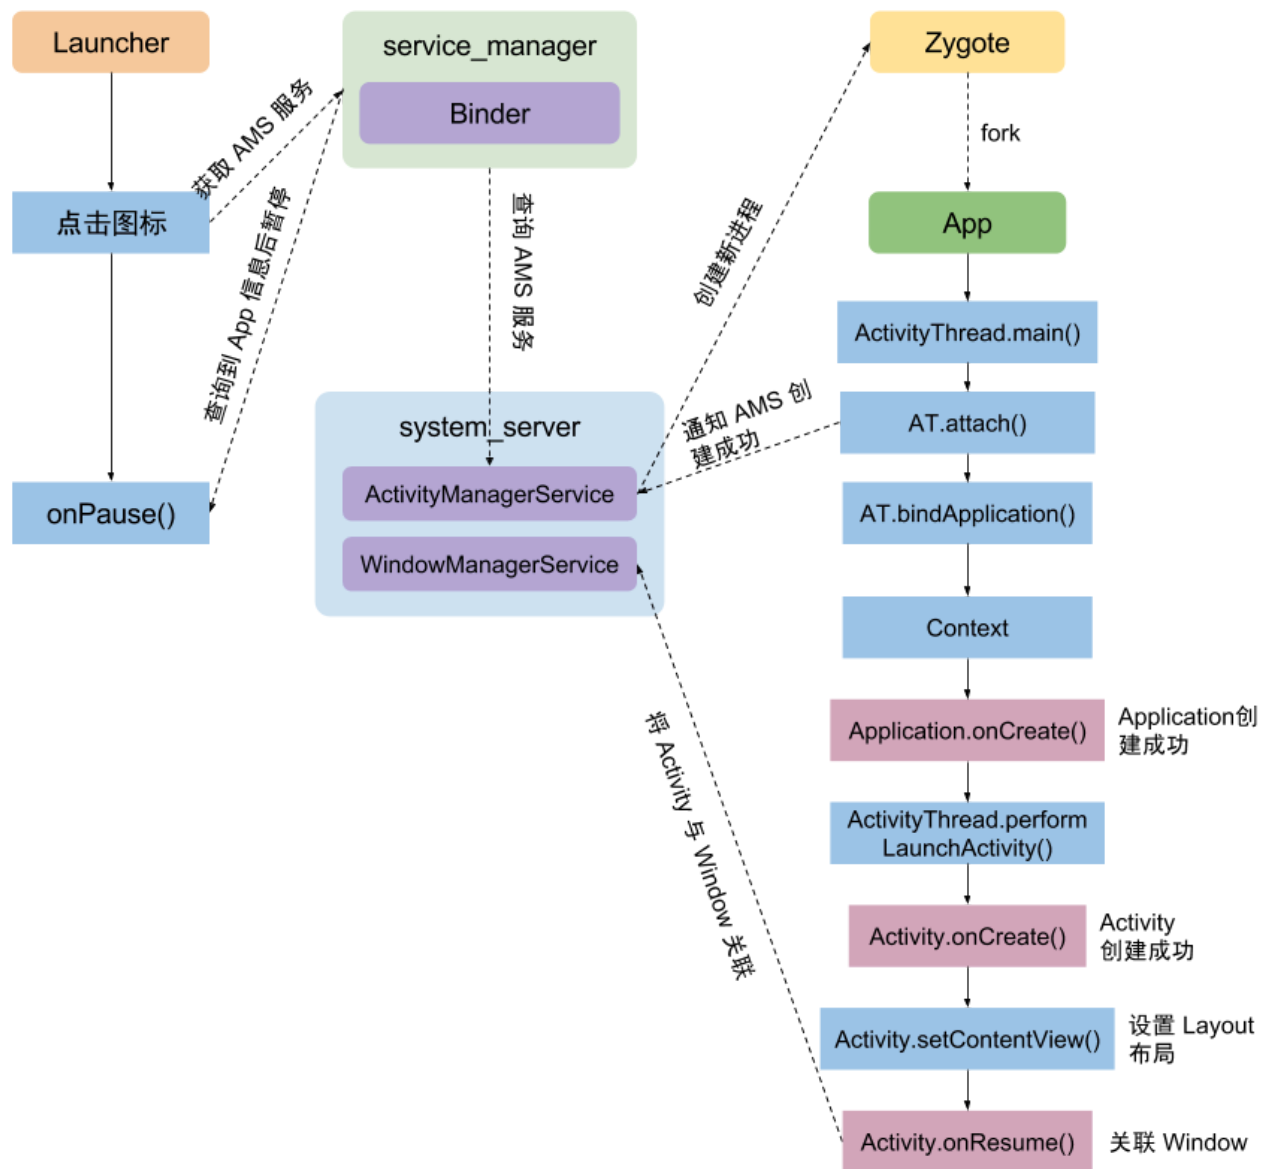 Launcher
点击图标
onPause()
获取 AMS 服务
查询到 App 信息后暂停
service_manager
Binder
查询 AMS 服务
system_server
ActivityManagerService
WindowManagerService
创建新进程
通知 AMS 创
建成功
将 Activity 与 Window 关联
Zygote
fork
App
ActivityThread.main()
AT.attach()
AT.bindApplication()
Context
Application.onCreate()
Application创
建成功
ActivityThread.perform
LaunchActivity()
Activity.onCreate()
Activity
创建成功
Activity.setContentView()
设置 Layout
布局
Activity.onResume()
关联 Window